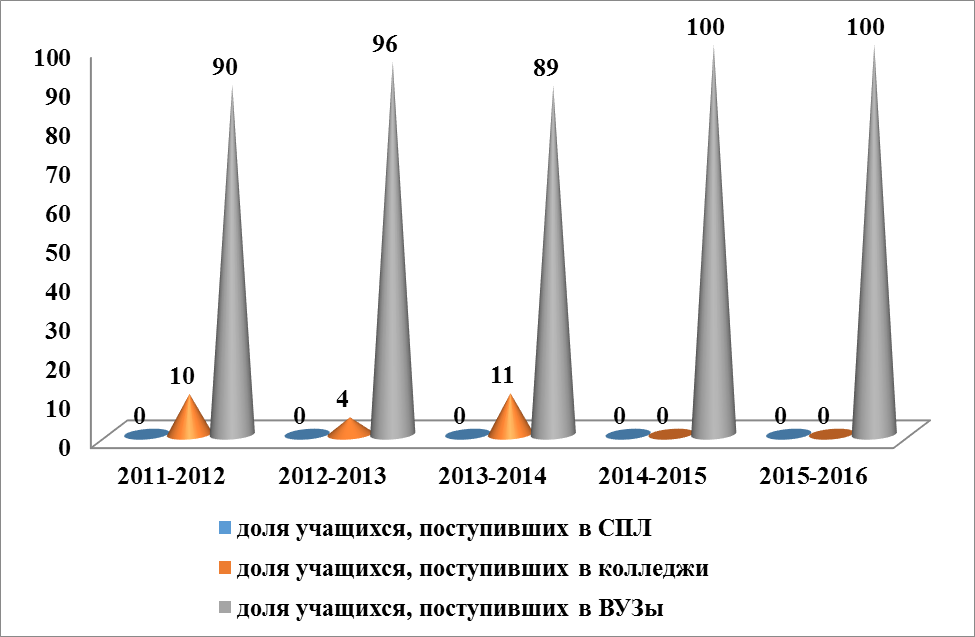 100
90
80
70
60
50
40
30
20
10
0
0 10 90
0 4 96
0 11 89
0 0 100
0 0 100
2011-2012 2012-2013 2013-2014 2014-2015 2015-2016
доля учащихся, поступивших в СПЛ
доля учащихся, поступивших в колледжи
доля учащихся, поступивших в ВУЗы